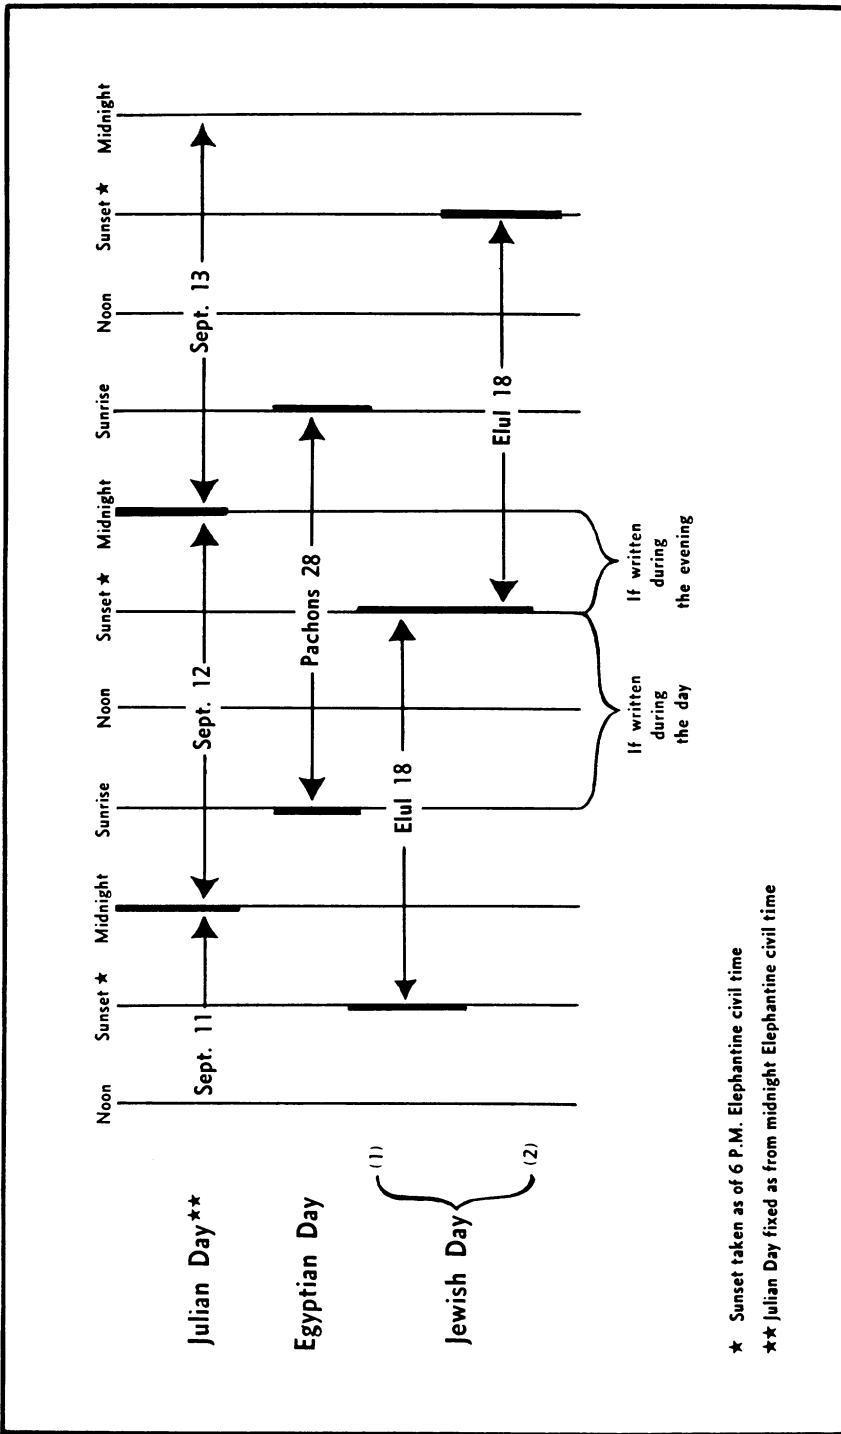 Noon
Sunset ★
Midnight
Sunrise
Noon
Sunset ★
Midnight
Sunrise
Noon
Sunset ★
Midnight
Julian Day★★
Sept. 11
Sept. 12
Sept. 13
Egyptian Day
Pachons 28
Jewish Day
(1)
Elul 18
(2)
Elul 18
If written
during
the day
If written
during
the evening
★ Sunset taken as of 6 P.M. Elephantine civil time
★★ Julian Day fixed as from midnight Elephantine civil time